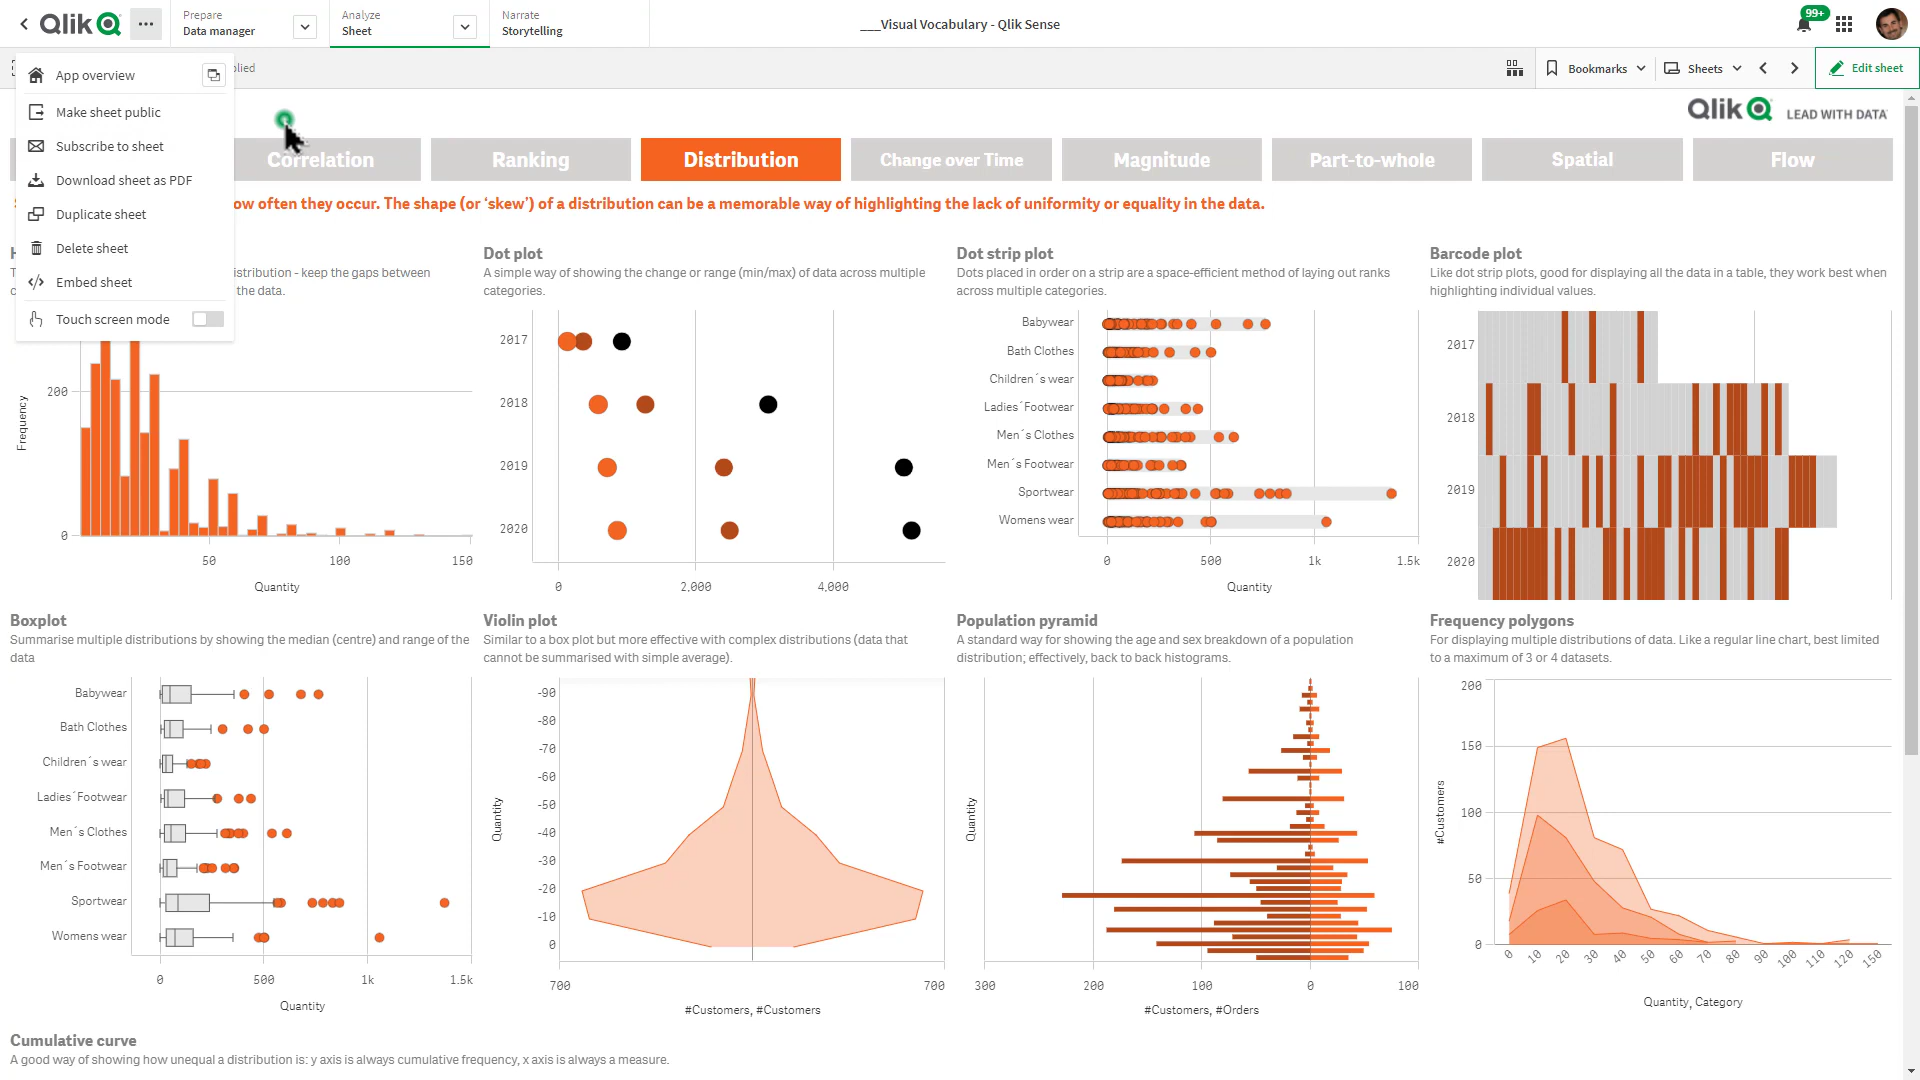 Qlik
Prepare
Data manager
Analyze
Sheet
Narrate
Storytelling
___Visual Vocabulary - Qlik Sense
99+
App overview
Make sheet public
Subscribe to sheet
Download sheet as PDF
Duplicate sheet
Delete sheet
Embed sheet
Touch screen mode
Bookmarks
Sheets
Edit sheet
Qlik LEAD WITH DATA
Correlation
Ranking
Distribution
Change over Time
Magnitude
Part-to-whole
Spatial
Flow
ow often they occur. The shape (or ‘skew’) of a distribution can be a memorable way of highlighting the lack of uniformity or equality in the data.
istribution - keep the gaps between
the data.
200
0
Frequency
50 100 150
Quantity
Dot plot
A simple way of showing the change or range (min/max) of data across multiple
categories.
2017
2018
2019
2020
0 2,000 4,000
Dot strip plot
Dots placed in order on a strip are a space-efficient method of laying out ranks
across multiple categories.
Babywear
Bath Clothes
Children´s wear
Ladies´Footwear
Men´s Clothes
Men´s Footwear
Sportwear
Womens wear
0 500 1k 1.5k
Quantity
Barcode plot
Like dot strip plots, good for displaying all the data in a table, they work best when
highlighting individual values.
2017
2018
2019
2020
Boxplot
Summarise multiple distributions by showing the median (centre) and range of the
data
Babywear
Bath Clothes
Children´s wear
Ladies´Footwear
Men´s Clothes
Men´s Footwear
Sportwear
Womens wear
0 500 1k 1.5k
Quantity
Violin plot
Similar to a box plot but more effective with complex distributions (data that
cannot be summarised with simple average).
-90
-80
-70
-60
-50
-40
-30
-20
-10
0
Quantity
700 700
#Customers, #Customers
Population pyramid
A standard way for showing the age and sex breakdown of a population
distribution; effectively, back to back histograms.
Quantity
300 200 100 0 100
#Customers, #Orders
Frequency polygons
For displaying multiple distributions of data. Like a regular line chart, best limited
to a maximum of 3 or 4 datasets.
200
150
100
50
0
#Customers
0 10 20 30 40 50 60 70 80 90 100 110 120 150
Quantity, Category
Cumulative curve
A good way of showing how unequal a distribution is: y axis is always cumulative frequency, x axis is always a measure.